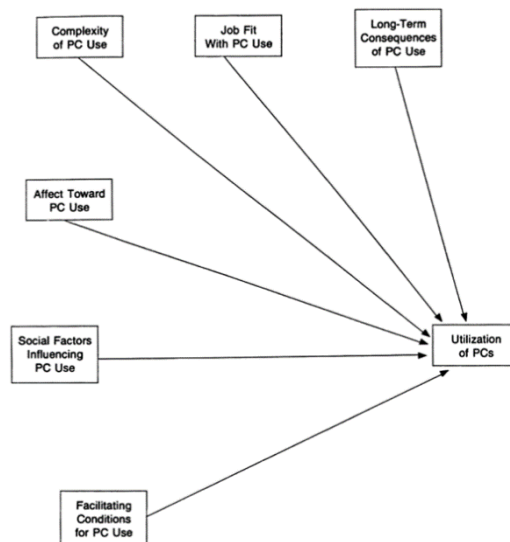 Complexity
of PC Use
Job Fit
With PC Use
Long-Term
Consequences
of PC Use
Affect Toward
PC Use
Social Factors
Influencing
PC Use
Utilization
of PCs
Facilitating
Conditions
for PC Use